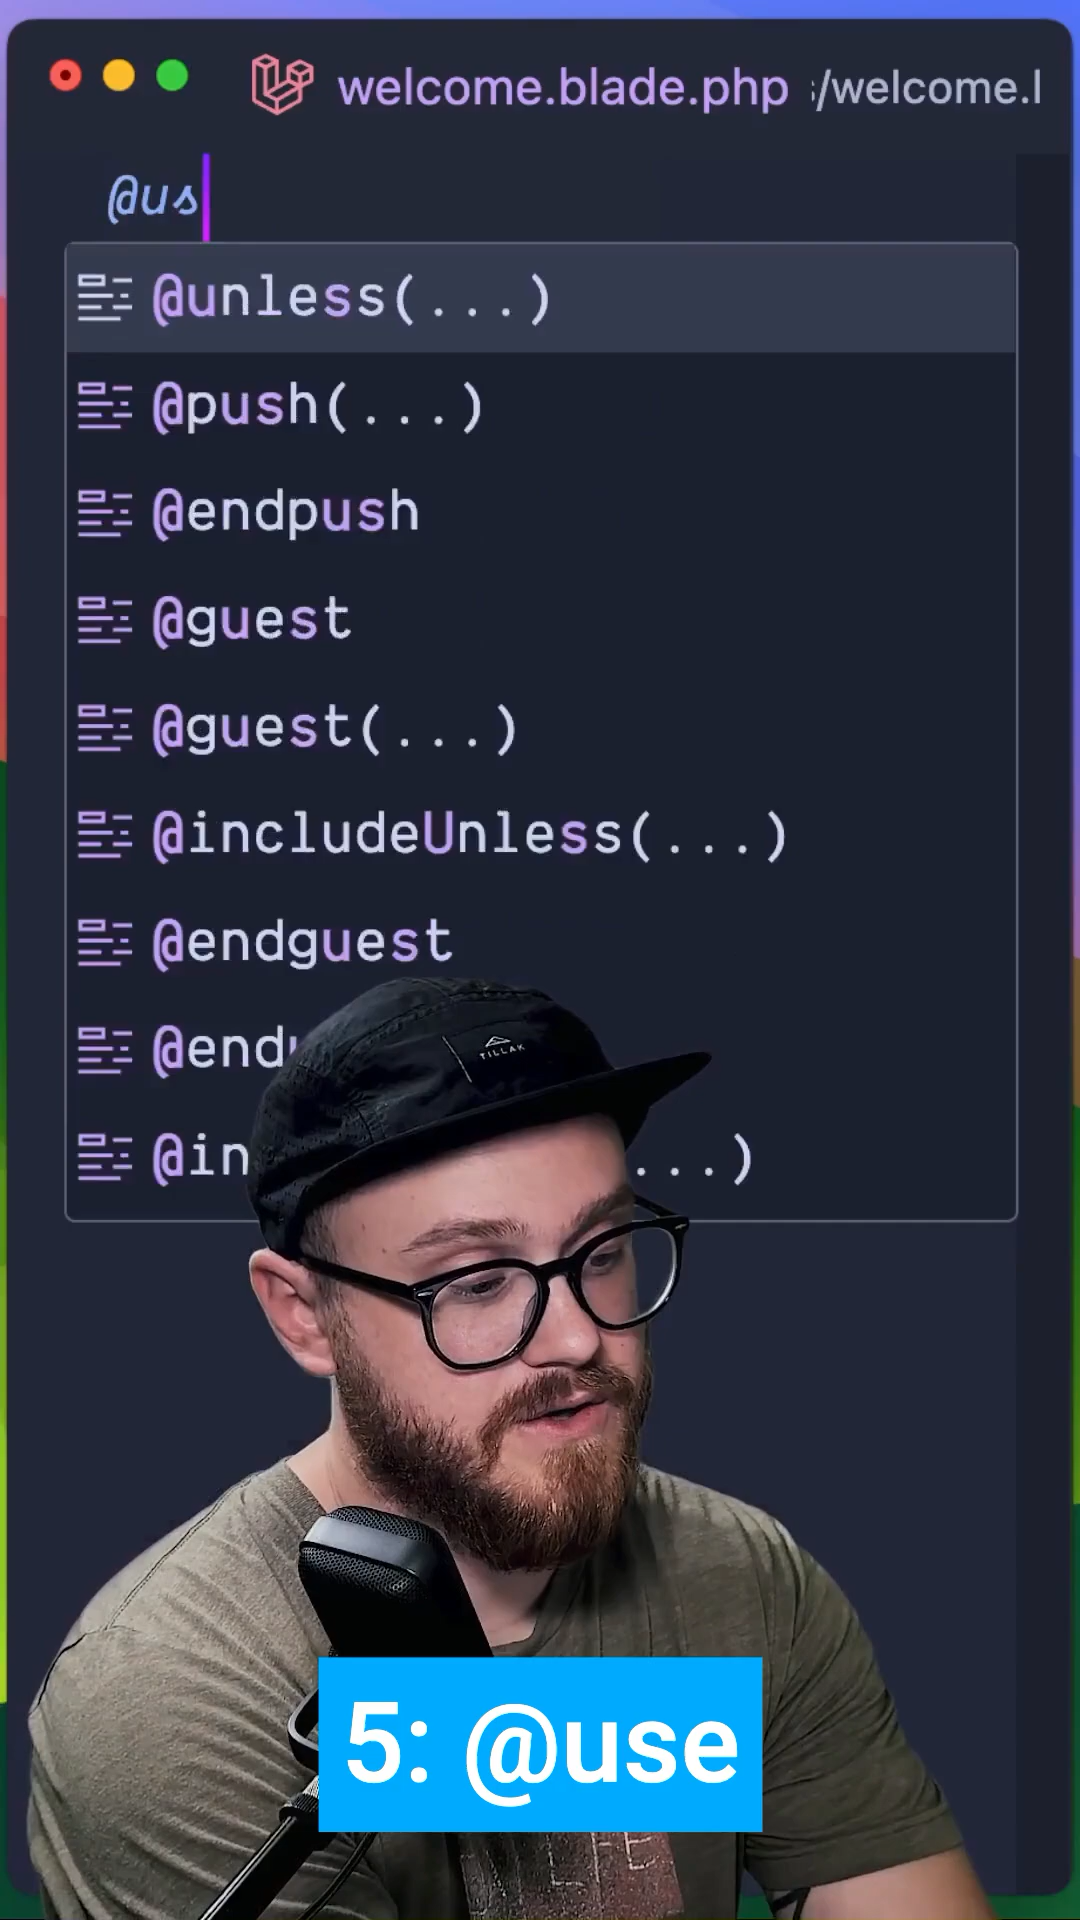 welcome.blade.php
/welcome.
@us
@unless(...)
@push(...)
@endpush
@guest
@guest(...)
@includeUnless(...)
@endguest
TILLAK
5: @use